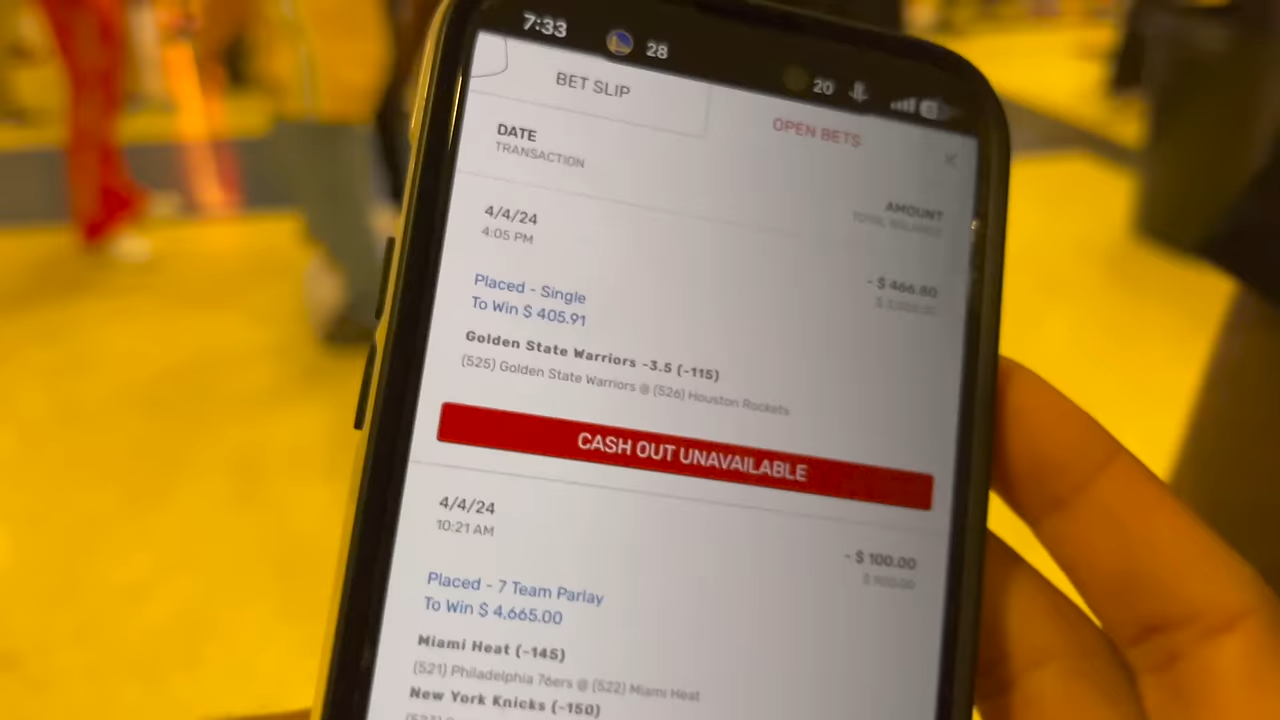 7:33
28
20
BET SLIP
OPEN BETS
DATE
TRANSACTION
AMOUNT
TOTAL BALANCE
4/4/24
4:05 PM
- $ 466.80
Placed - Single
To Win $ 405.91
Golden State Warriors -3.5 (-115)
(525) Golden State Warriors @ (526) Houston Rockets
CASH OUT UNAVAILABLE
4/4/24
10:21 AM
- $ 100.00
Placed - 7 Team Parlay
To Win $ 4,665.00
Miami Heat (-145)
(521) Philadelphia 76ers @ (522) Miami Heat
New York Knicks (-150)